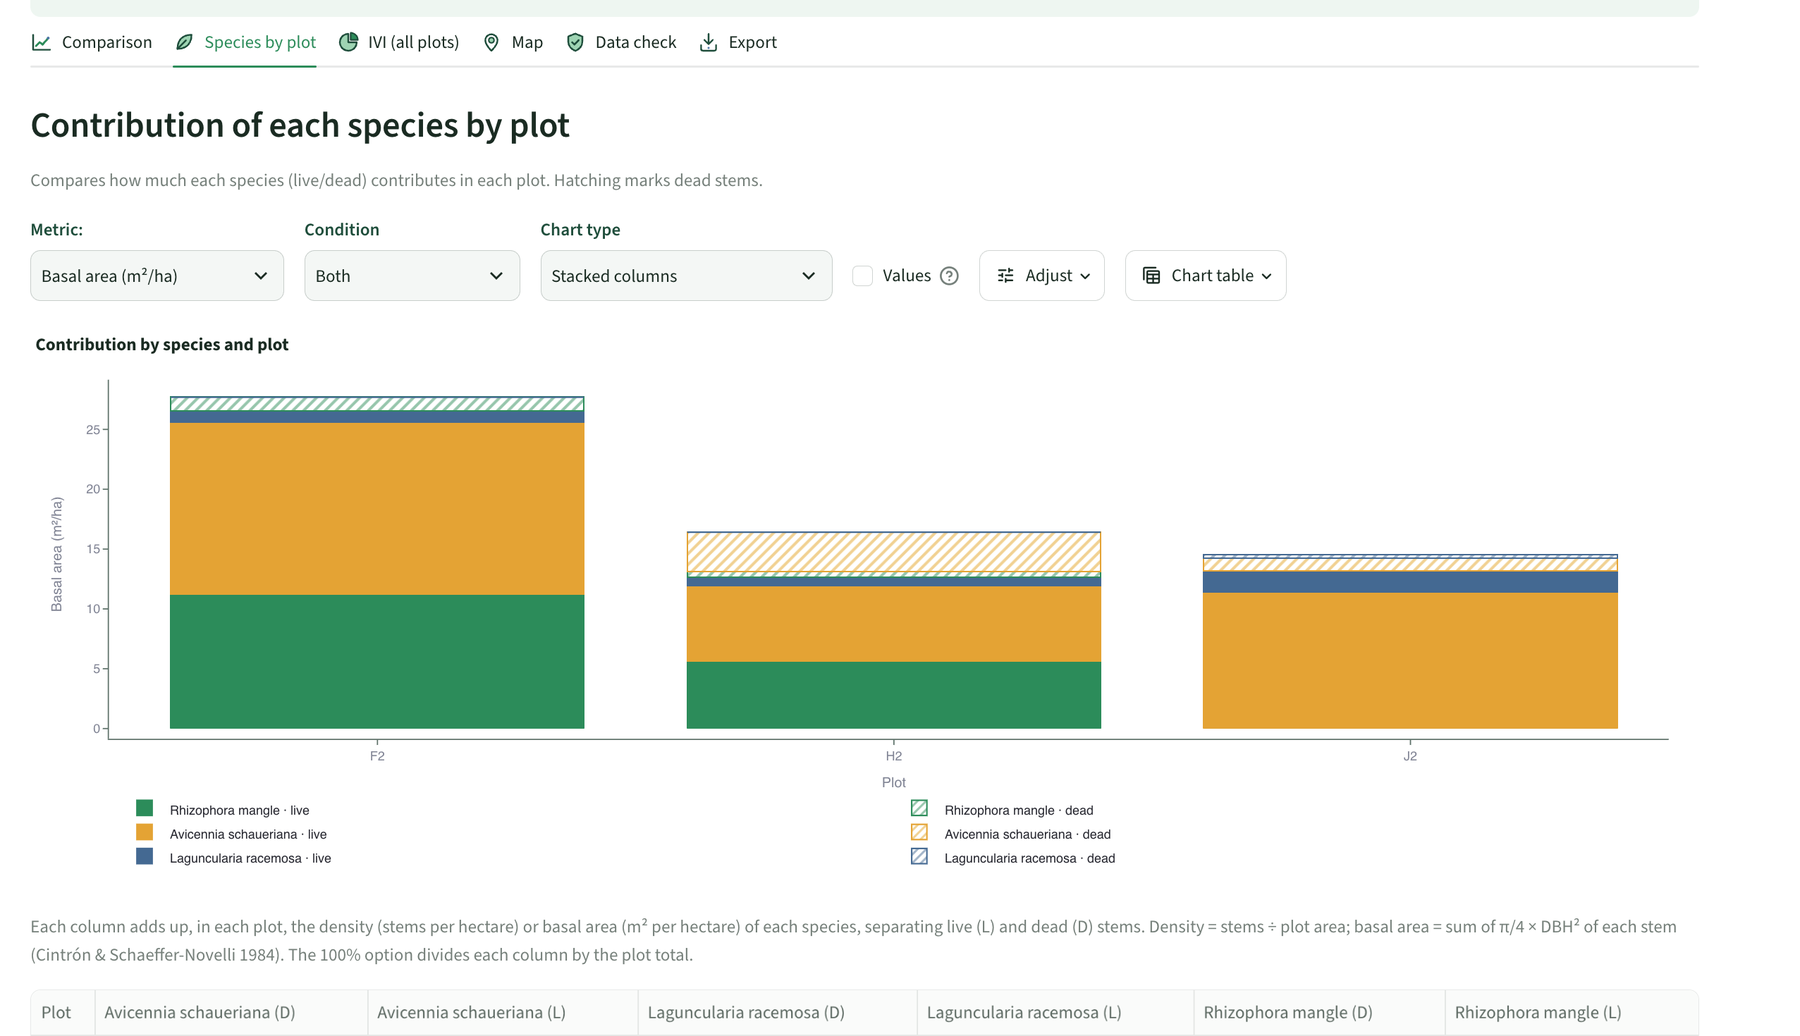 Comparison Species by plot IVI (all plots) Map Data check Export
Contribution of each species by plot
Compares how much each species (live/dead) contributes in each plot. Hatching marks dead stems.
Metric: Condition Chart type
Basal area (m²/ha) Both Stacked columns Values ? Adjust Chart table
Contribution by species and plot
25
20
15
10
5
0
Basal area (m²/ha)
F2 H2 J2
Plot
Rhizophora mangle · live Rhizophora mangle · dead
Avicennia schaueriana · live Avicennia schaueriana · dead
Laguncularia racemosa · live Laguncularia racemosa · dead
Each column adds up, in each plot, the density (stems per hectare) or basal area (m² per hectare) of each species, separating live (L) and dead (D) stems. Density = stems ÷ plot area; basal area = sum of π/4 × DBH² of each stem
(Cintrón & Schaeffer-Novelli 1984). The 100% option divides each column by the plot total.
Plot Avicennia schaueriana (D) Avicennia schaueriana (L) Laguncularia racemosa (D) Laguncularia racemosa (L) Rhizophora mangle (D) Rhizophora mangle (L)